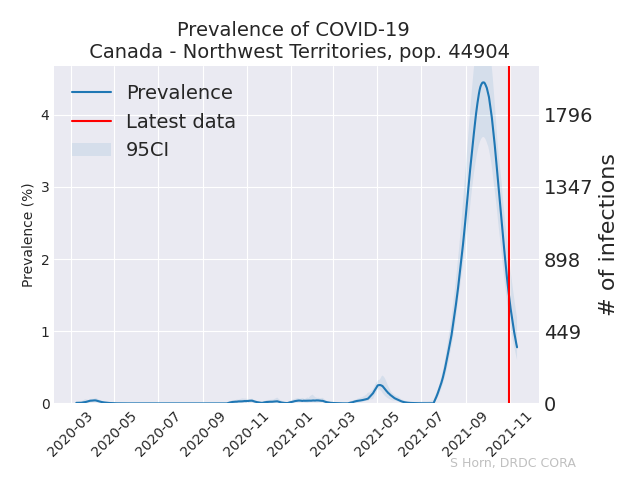 Prevalence of COVID-19
Canada - Northwest Territories, pop. 44904
Prevalence
Latest data
95CI
Prevalence (%)
4
3
2
1
0
1796
1347
898
449
0
# of infections
2020-03
2020-05
2020-07
2020-09
2020-11
2021-01
2021-03
2021-05
2021-07
2021-09
2021-11
S Horn, DRDC CORA